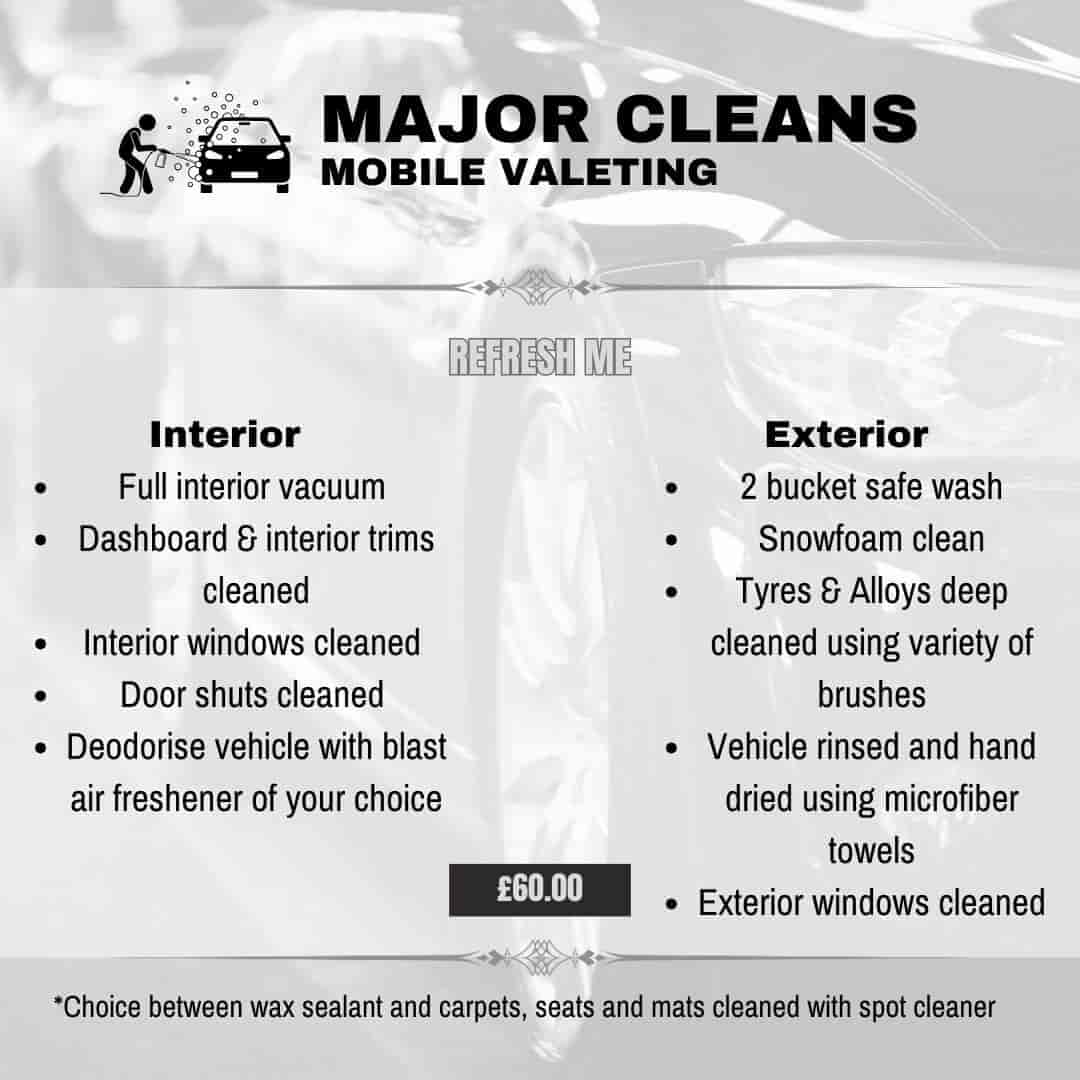 MAJOR CLEANS
MOBILE VALETING
REFRESH ME
Interior
• Full interior vacuum
• Dashboard & interior trims
cleaned
• Interior windows cleaned
• Door shuts cleaned
• Deodorise vehicle with blast
air freshener of your choice
Exterior
• 2 bucket safe wash
• Snowfoam clean
• Tyres & Alloys deep
cleaned using variety of
brushes
• Vehicle rinsed and hand
dried using microfiber
towels
• Exterior windows cleaned
£60.00
*Choice between wax sealant and carpets, seats and mats cleaned with spot cleaner